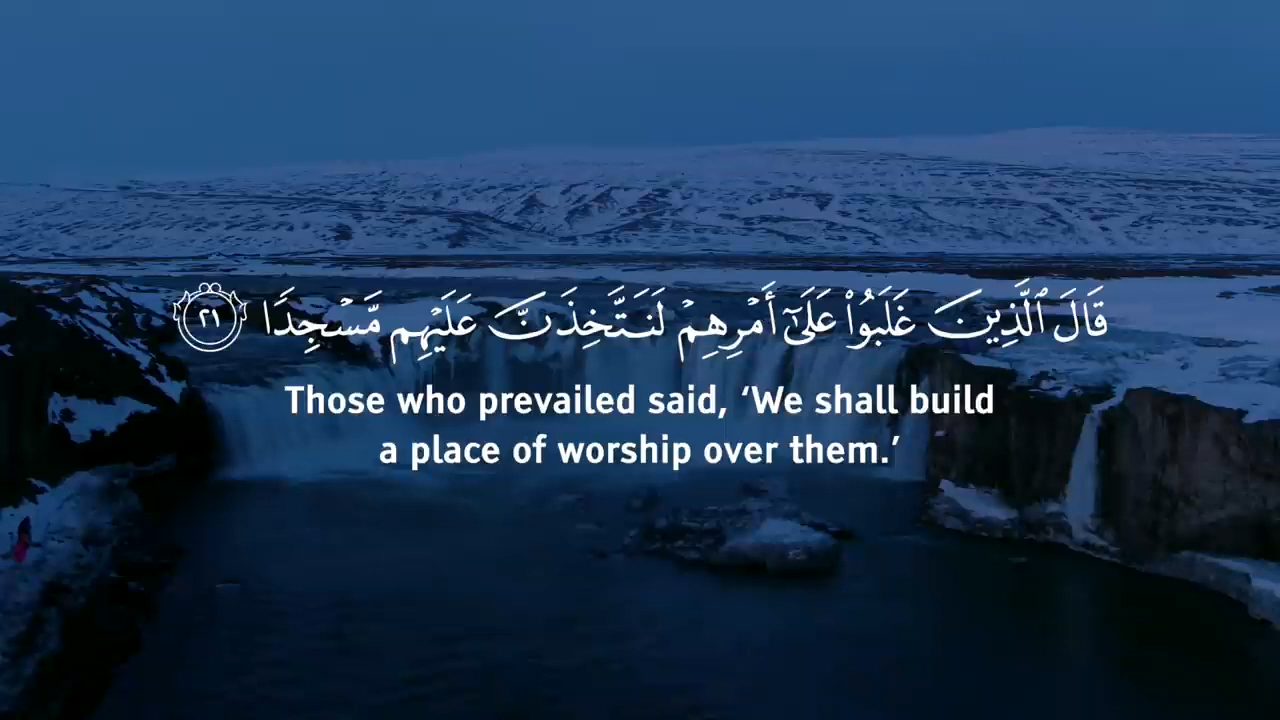 قَالَ ٱلَّذِينَ غَلَبُوا۟ عَلَىٰٓ أَمْرِهِمْ لَنَتَّخِذَنَّ عَلَيْهِم مَّسْجِدًا ٢١
Those who prevailed said, ‘We shall build
a place of worship over them.’